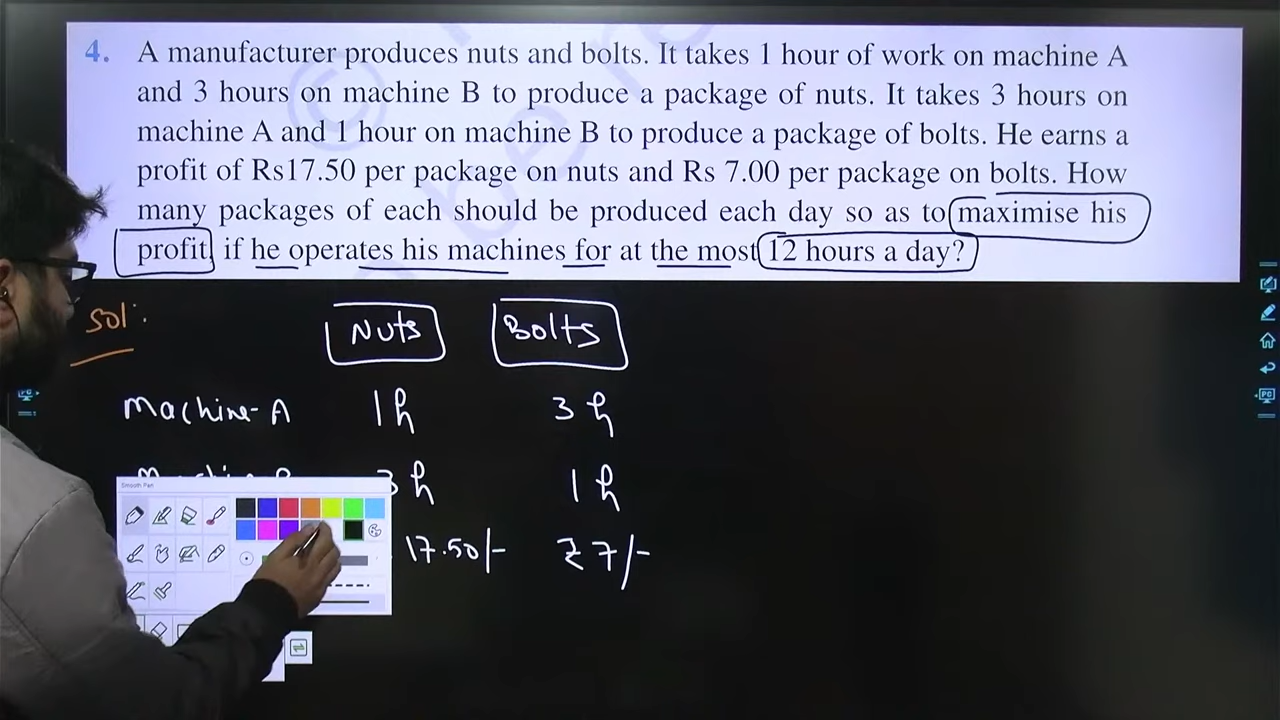 4. A manufacturer produces nuts and bolts. It takes 1 hour of work on machine A
and 3 hours on machine B to produce a package of nuts. It takes 3 hours on
machine A and 1 hour on machine B to produce a package of bolts. He earns a
profit of Rs17.50 per package on nuts and Rs 7.00 per package on bolts. How
many packages of each should be produced each day so as to maximise his
profit, if he operates his machines for at the most 12 hours a day?
Sol:
Nuts Bolts
Machine-A 1h 3h
3h 1h
Smooth Pen
17.50/- ₹7/-